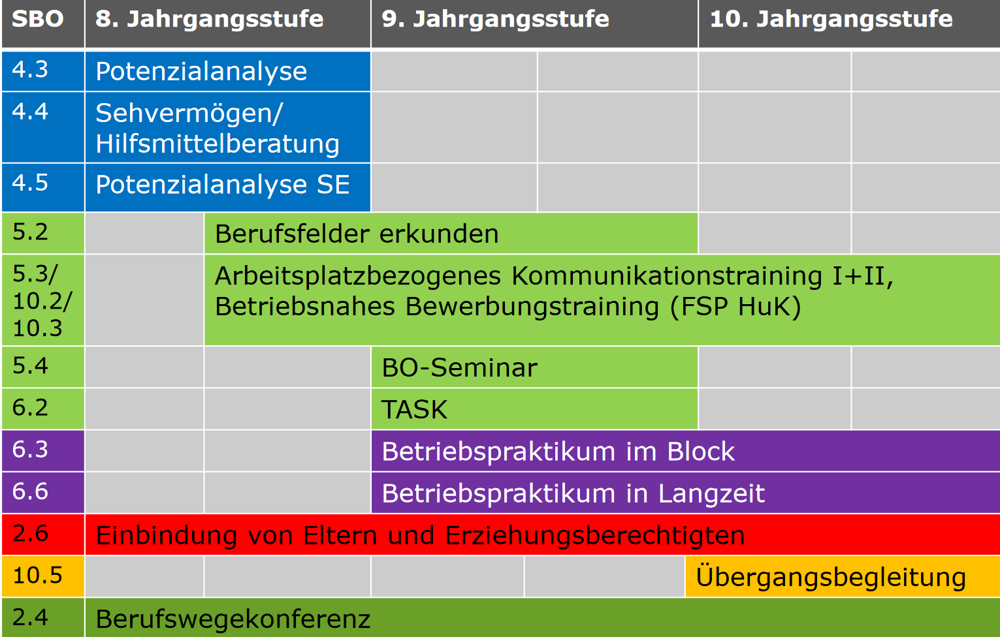 SBO 8. Jahrgangsstufe 9. Jahrgangsstufe 10. Jahrgangsstufe
4.3 Potenzialanalyse
4.4 Sehvermögen/
Hilfsmittelberatung
4.5 Potenzialanalyse SE
5.2 Berufsfelder erkunden
5.3/
10.2/
10.3
Arbeitsplatzbezogenes Kommunikationstraining I+II,
Betriebsnahes Bewerbungstraining (FSP HuK)
5.4 BO-Seminar
6.2 TASK
6.3 Betriebspraktikum im Block
6.6 Betriebspraktikum in Langzeit
2.6 Einbindung von Eltern und Erziehungsberechtigten
10.5 Übergangsbegleitung
2.4 Berufswegekonferenz